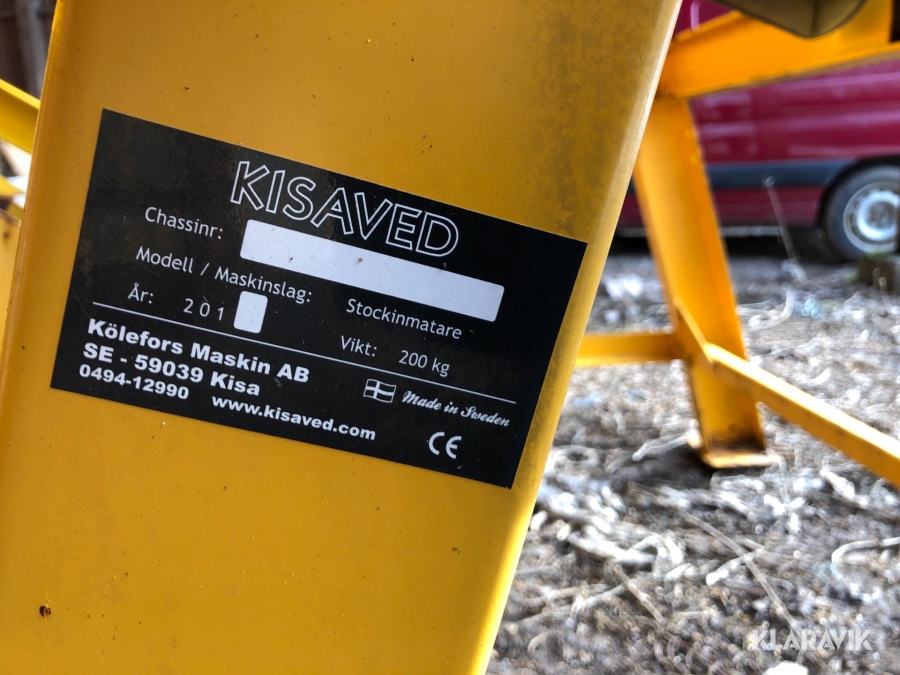 KISAVED
Chassinr:
Modell / Maskinslag: Stockinmatare
År: 201 Vikt: 200 kg
Kölefors Maskin AB
SE - 59039 Kisa
0494-12990 www.kisaved.com
Made in Sweden
CE
KLARAVIK